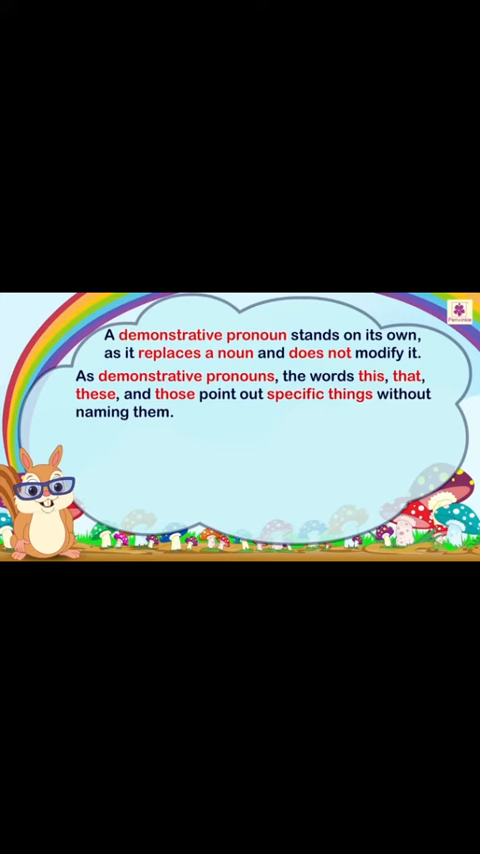 A demonstrative pronoun stands on its own,
as it replaces a noun and does not modify it.
As demonstrative pronouns, the words this, that,
these, and those point out specific things without
naming them.
Periwinkle